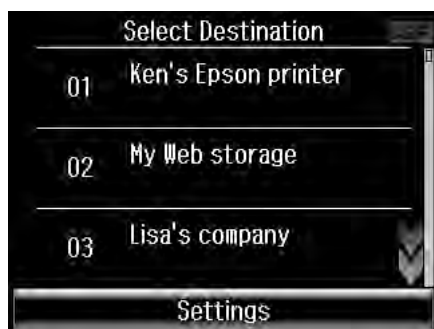 Select Destination
01 Ken's Epson printer
02 My Web storage
03 Lisa's company
Settings